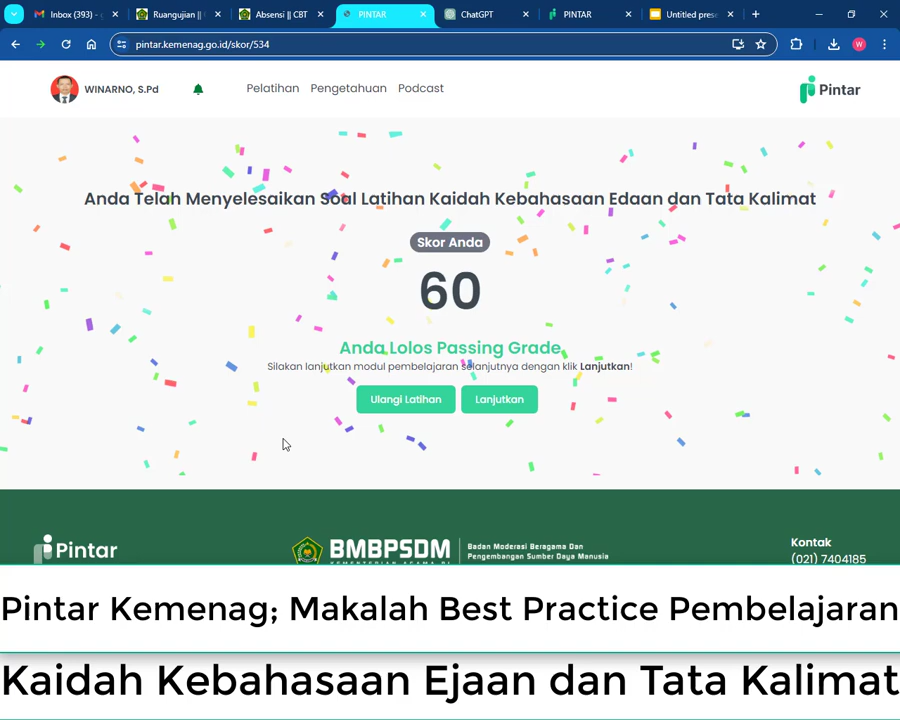 Inbox (393) -
Ruangujian ||
Absensi || CBT
PINTAR
ChatGPT
PINTAR
Untitled prese
pintar.kemenag.go.id/skor/534
W
WINARNO, S.Pd
Pelatihan
Pengetahuan
Podcast
Pintar
Anda Telah Menyelesaikan Soal Latihan Kaidah Kebahasaan Edaan dan Tata Kalimat
Skor Anda
60
Anda Lolos Passing Grade
Silakan lanjutkan modul pembelajaran selanjutnya dengan klik Lanjutkan!
Ulangi Latihan
Lanjutkan
Pintar
BMBPSDM
Badan Moderasi Beragama Dan
Pengembangan Sumber Daya Manusia
Kontak
(021) 7404185
Pintar Kemenag; Makalah Best Practice Pembelajaran
Kaidah Kebahasaan Ejaan dan Tata Kalimat